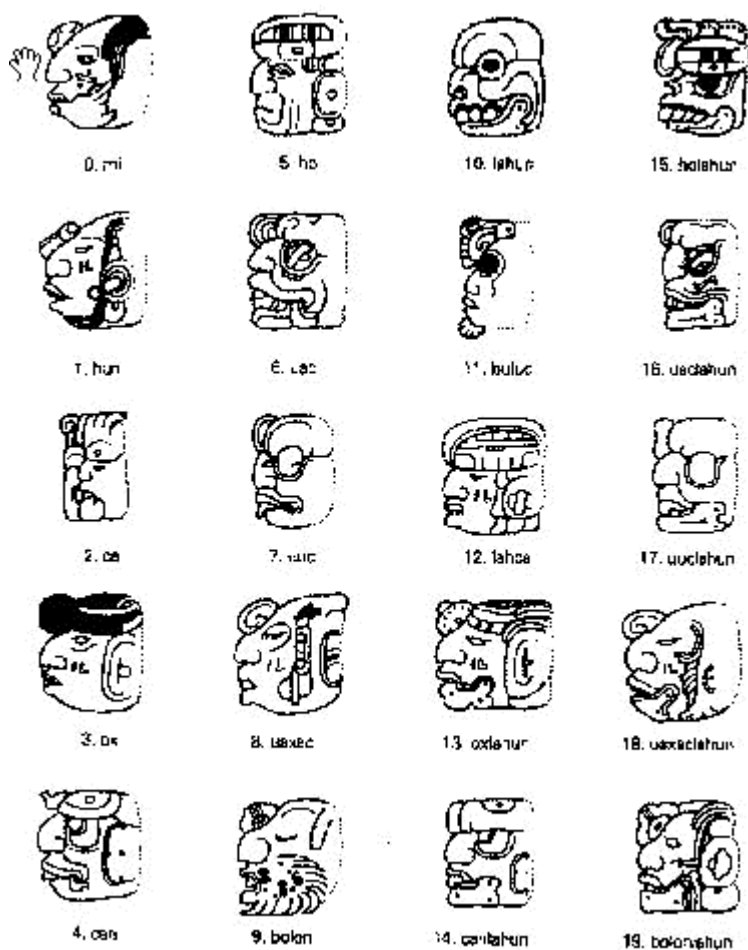 0. mi
1. hun
2. ca
3. ox
4. can
5. ho
6. uac
7. uuc
8. uaxac
9. bolon
10. lahun
11. buluc
12. lahca
13. oxlahun
14. canlahun
15. holahun
16. uaclahun
17. uuclahun
18. uaxaclahun
19. bolonlahun